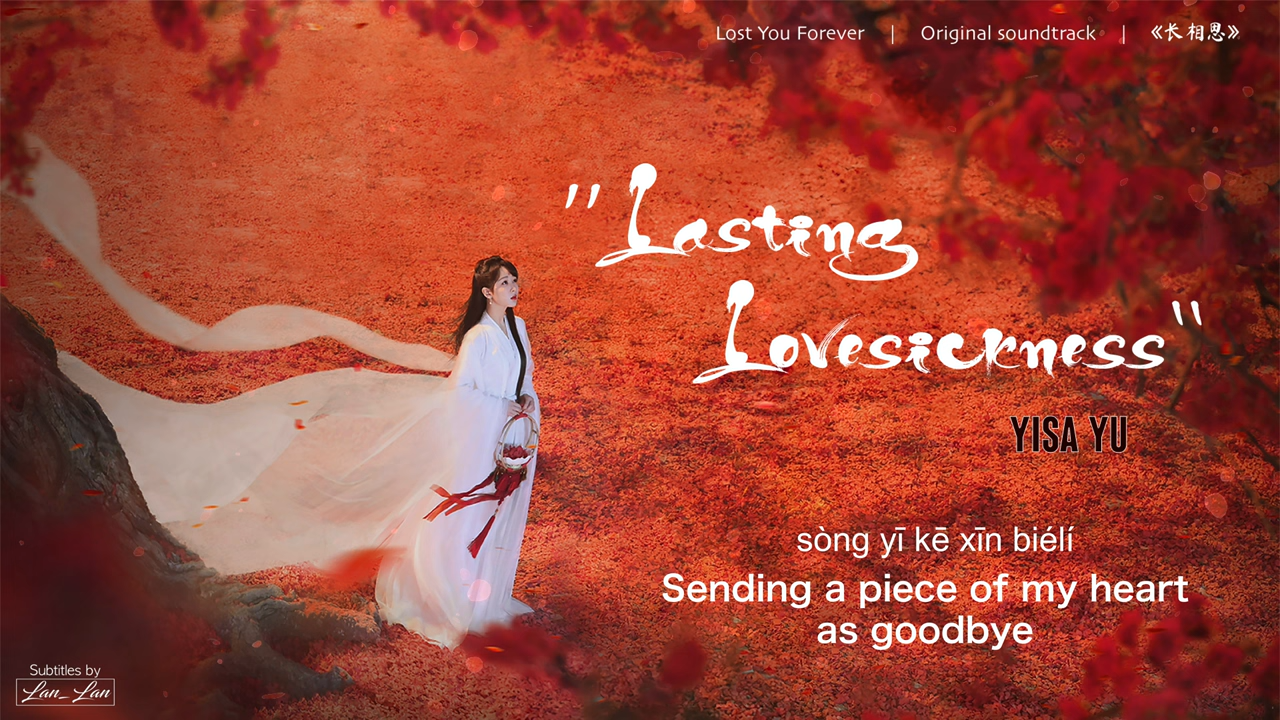 Lost You Forever | Original soundtrack | 《长相思》
"Lasting
Lovesickness"
YISA YU
sòng yī kē xīn biélí
Sending a piece of my heart
as goodbye
Subtitles by
Lan_Lan